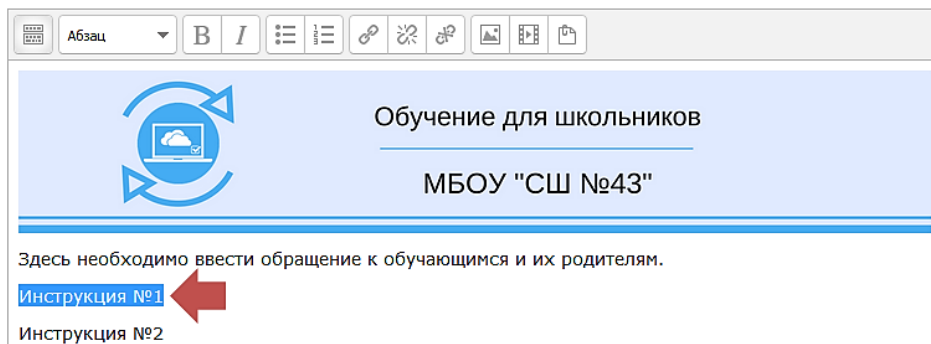 Абзац
B I
Обучение для школьников
МБОУ "СШ №43"
Здесь необходимо ввести обращение к обучающимся и их родителям.
Инструкция №1
Инструкция №2